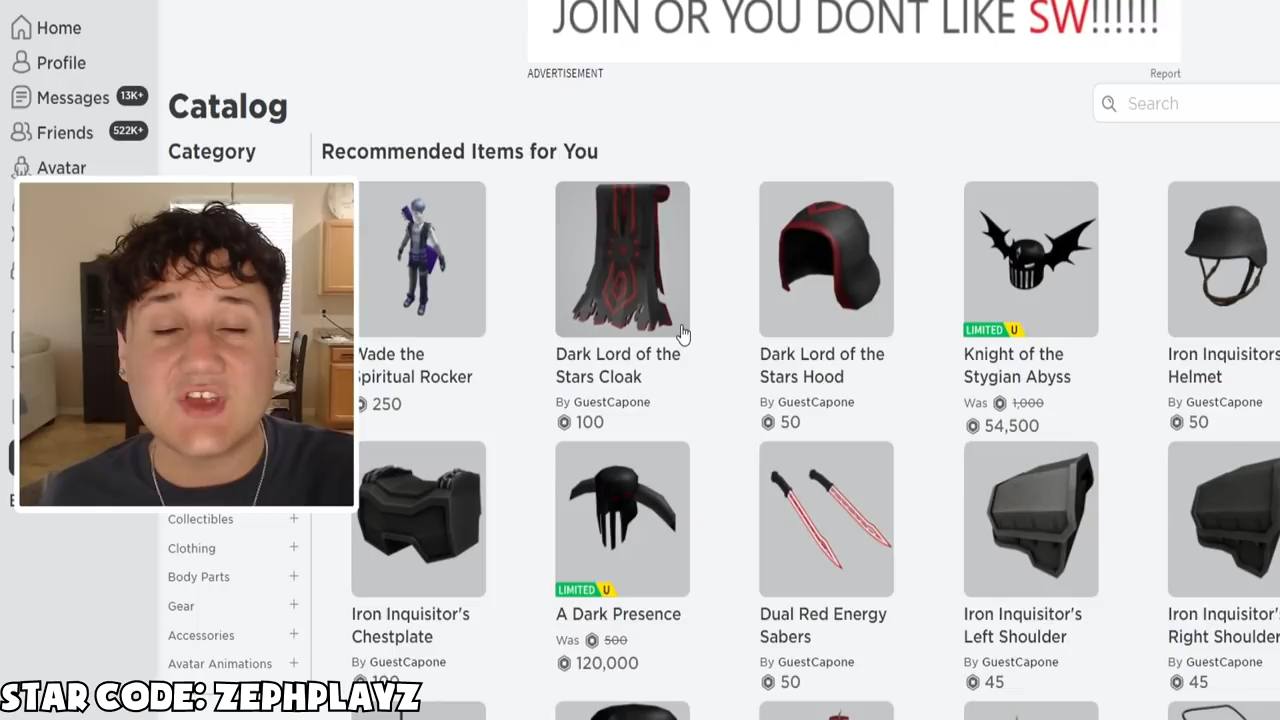 JOIN OR YOU DONT LIKE SW!!!!!!
ADVERTISEMENT
Report
Home
Profile
Messages 13K+
Friends 522K+
Avatar
Catalog
Search
Category
Recommended Items for You
Wade the
Spiritual Rocker
250
Dark Lord of the
Stars Cloak
By GuestCapone
100
Dark Lord of the
Stars Hood
By GuestCapone
50
LIMITED U
Knight of the
Stygian Abyss
Was 1,000
54,500
Iron Inquisitors
Helmet
By GuestCapone
50
Collectibles +
Clothing +
Body Parts +
Gear +
Accessories +
Avatar Animations +
Iron Inquisitor's
Chestplate
By GuestCapone
100
LIMITED U
A Dark Presence
Was 500
120,000
Dual Red Energy
Sabers
By GuestCapone
50
Iron Inquisitor's
Left Shoulder
By GuestCapone
45
Iron Inquisitor's
Right Shoulder
By GuestCapone
45
STAR CODE: ZEPHPLAYZ